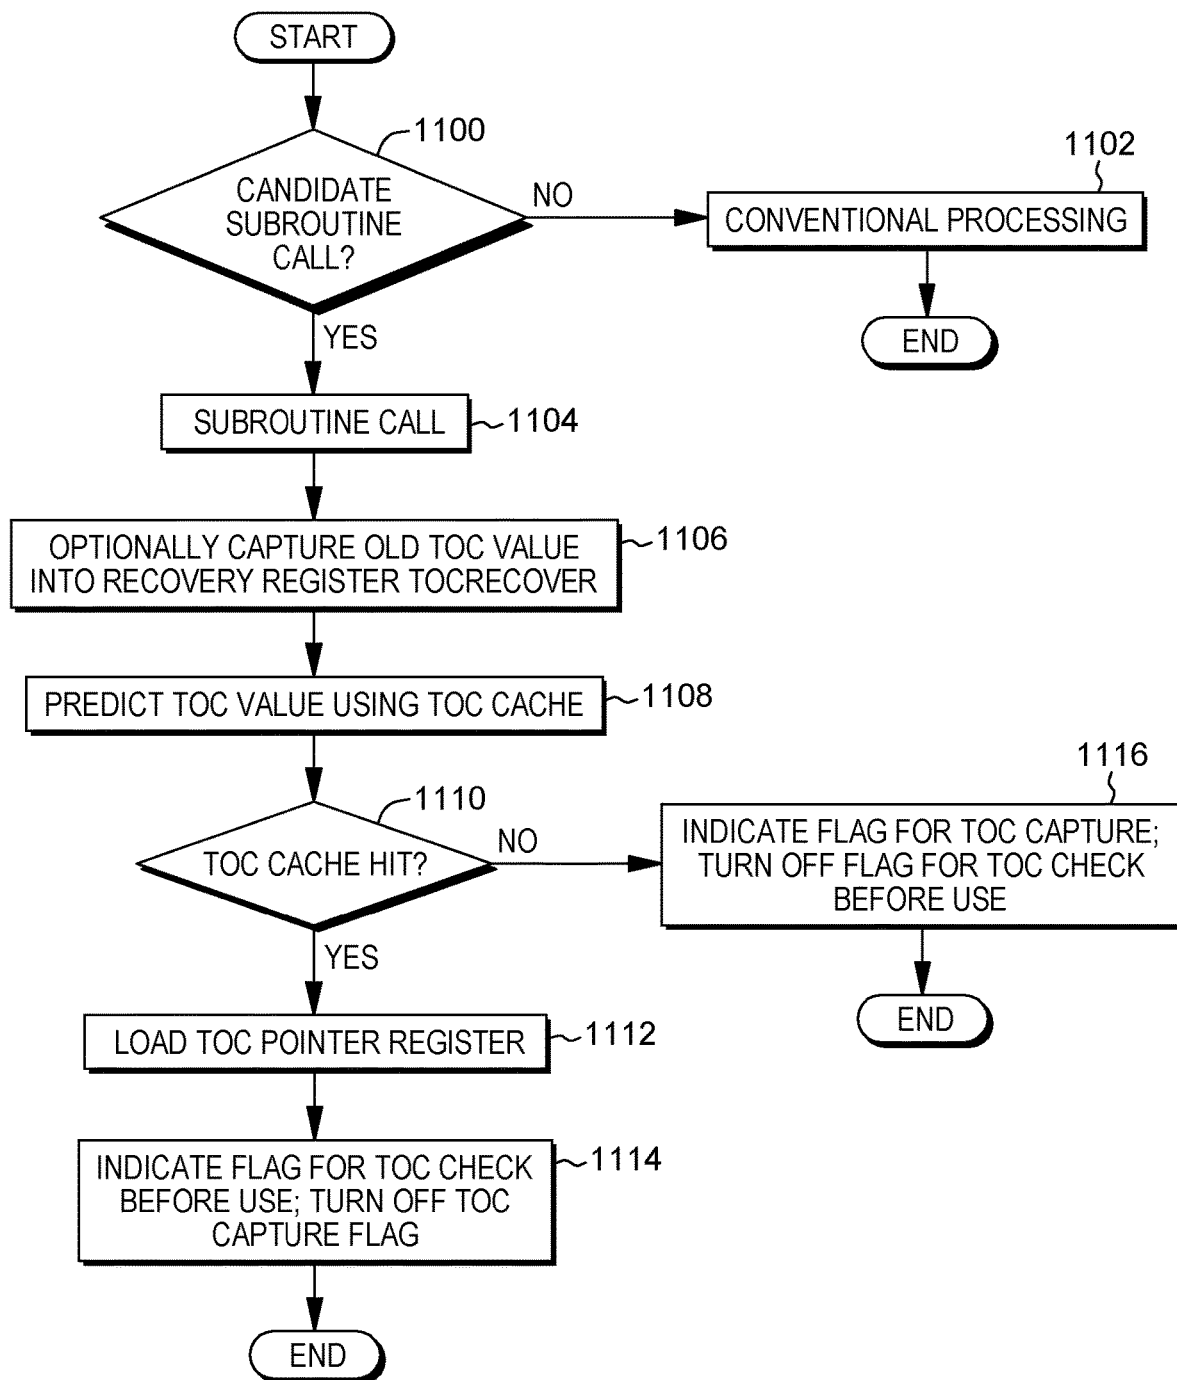 START
1100
CANDIDATE
SUBROUTINE
CALL?
NO
1102
CONVENTIONAL PROCESSING
END
YES
SUBROUTINE CALL
1104
OPTIONALLY CAPTURE OLD TOC VALUE
INTO RECOVERY REGISTER TOCRECOVER
1106
PREDICT TOC VALUE USING TOC CACHE
1108
1110
TOC CACHE HIT?
NO
1116
INDICATE FLAG FOR TOC CAPTURE;
TURN OFF FLAG FOR TOC CHECK
BEFORE USE
END
YES
LOAD TOC POINTER REGISTER
1112
INDICATE FLAG FOR TOC CHECK
BEFORE USE; TURN OFF TOC
CAPTURE FLAG
1114
END